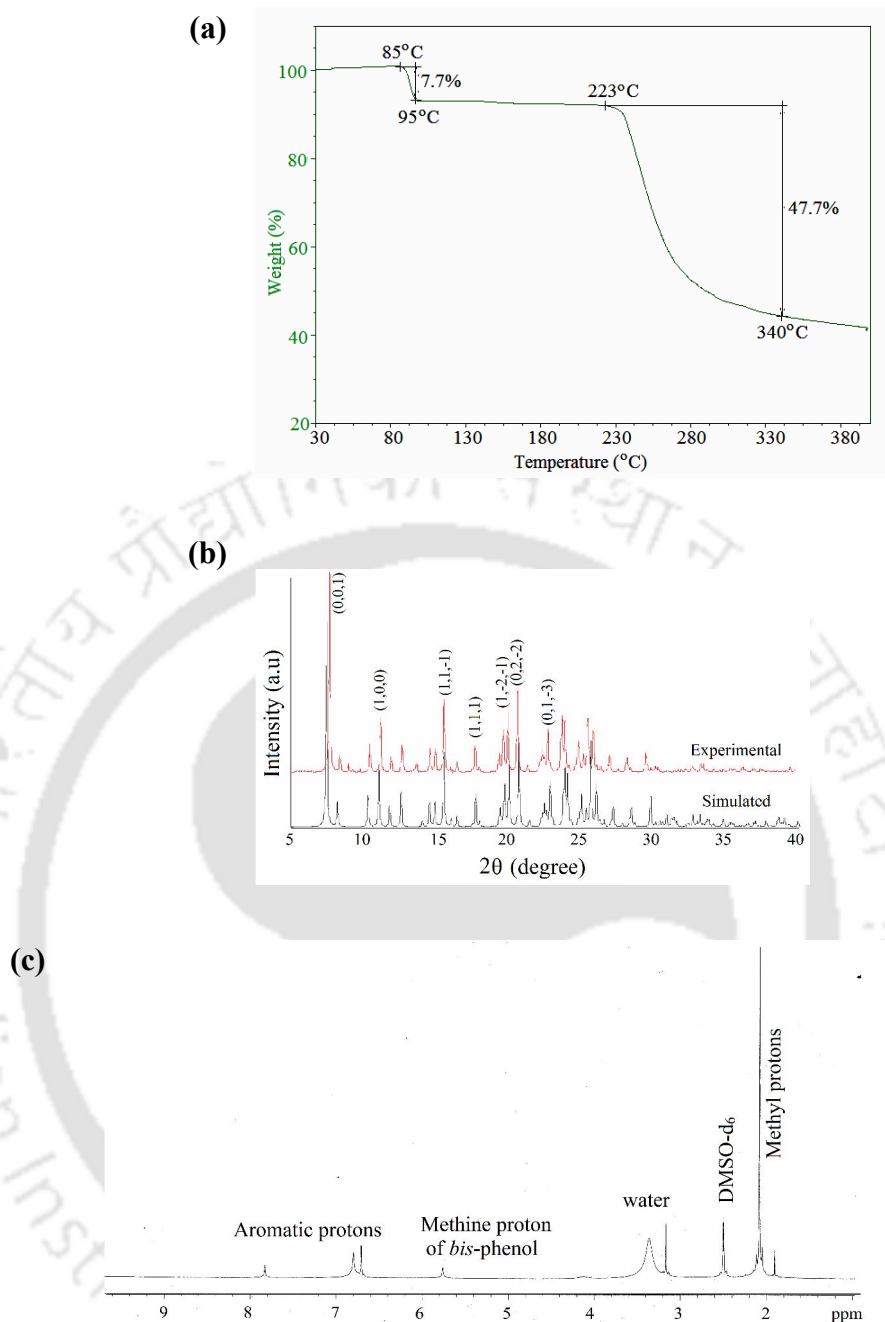 (a)
85°C
7.7%
95°C
223°C
47.7%
340°C
100
80
60
40
20
Weight (%)
30 80 130 180 230 280 330 380
Temperature (°C)
(b)
(0,0,1)
(1,0,0)
(1,1,-1)
(1,1,1)
(1,-2,-1)
(0,2,-2)
(0,1,-3)
Intensity (a.u)
Experimental
Simulated
5 10 15 20 25 30 35 40
2θ (degree)
(c)
Aromatic protons
Methine proton
of bis-phenol
water
DMSO-d₆
Methyl protons
9 8 7 6 5 4 3 2 ppm